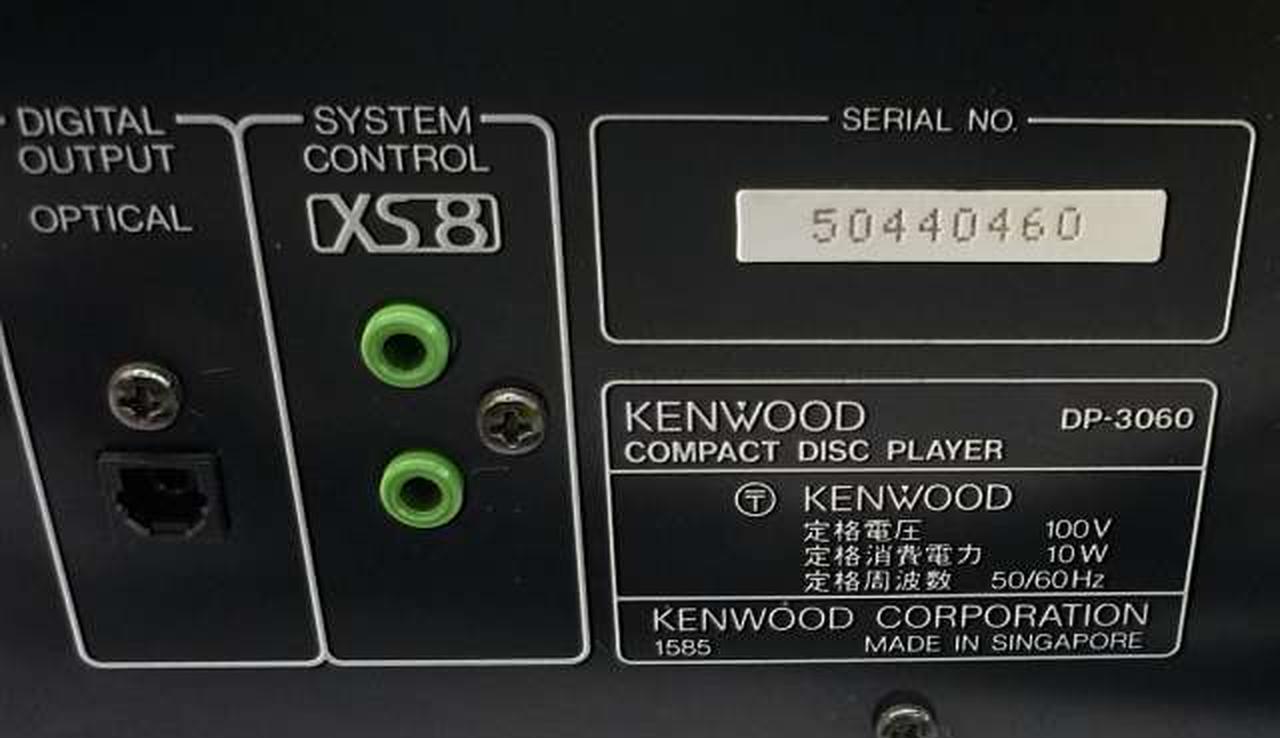 DIGITAL
OUTPUT
OPTICAL
SYSTEM
CONTROL
XS8
SERIAL NO.
50440460
KENWOOD DP-3060
COMPACT DISC PLAYER
〒 KENWOOD
定格電圧 100V
定格消費電力 10W
定格周波数 50/60Hz
KENWOOD CORPORATION
1585 MADE IN SINGAPORE